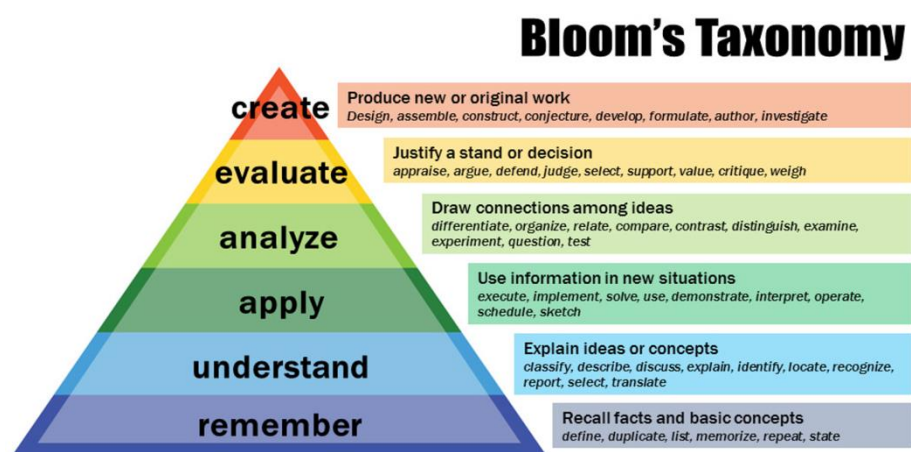 Bloom's Taxonomy
create
Produce new or original work
Design, assemble, construct, conjecture, develop, formulate, author, investigate
evaluate
Justify a stand or decision
appraise, argue, defend, judge, select, support, value, critique, weigh
analyze
Draw connections among ideas
differentiate, organize, relate, compare, contrast, distinguish, examine,
experiment, question, test
apply
Use information in new situations
execute, implement, solve, use, demonstrate, interpret, operate,
schedule, sketch
understand
Explain ideas or concepts
classify, describe, discuss, explain, identify, locate, recognize,
report, select, translate
remember
Recall facts and basic concepts
define, duplicate, list, memorize, repeat, state